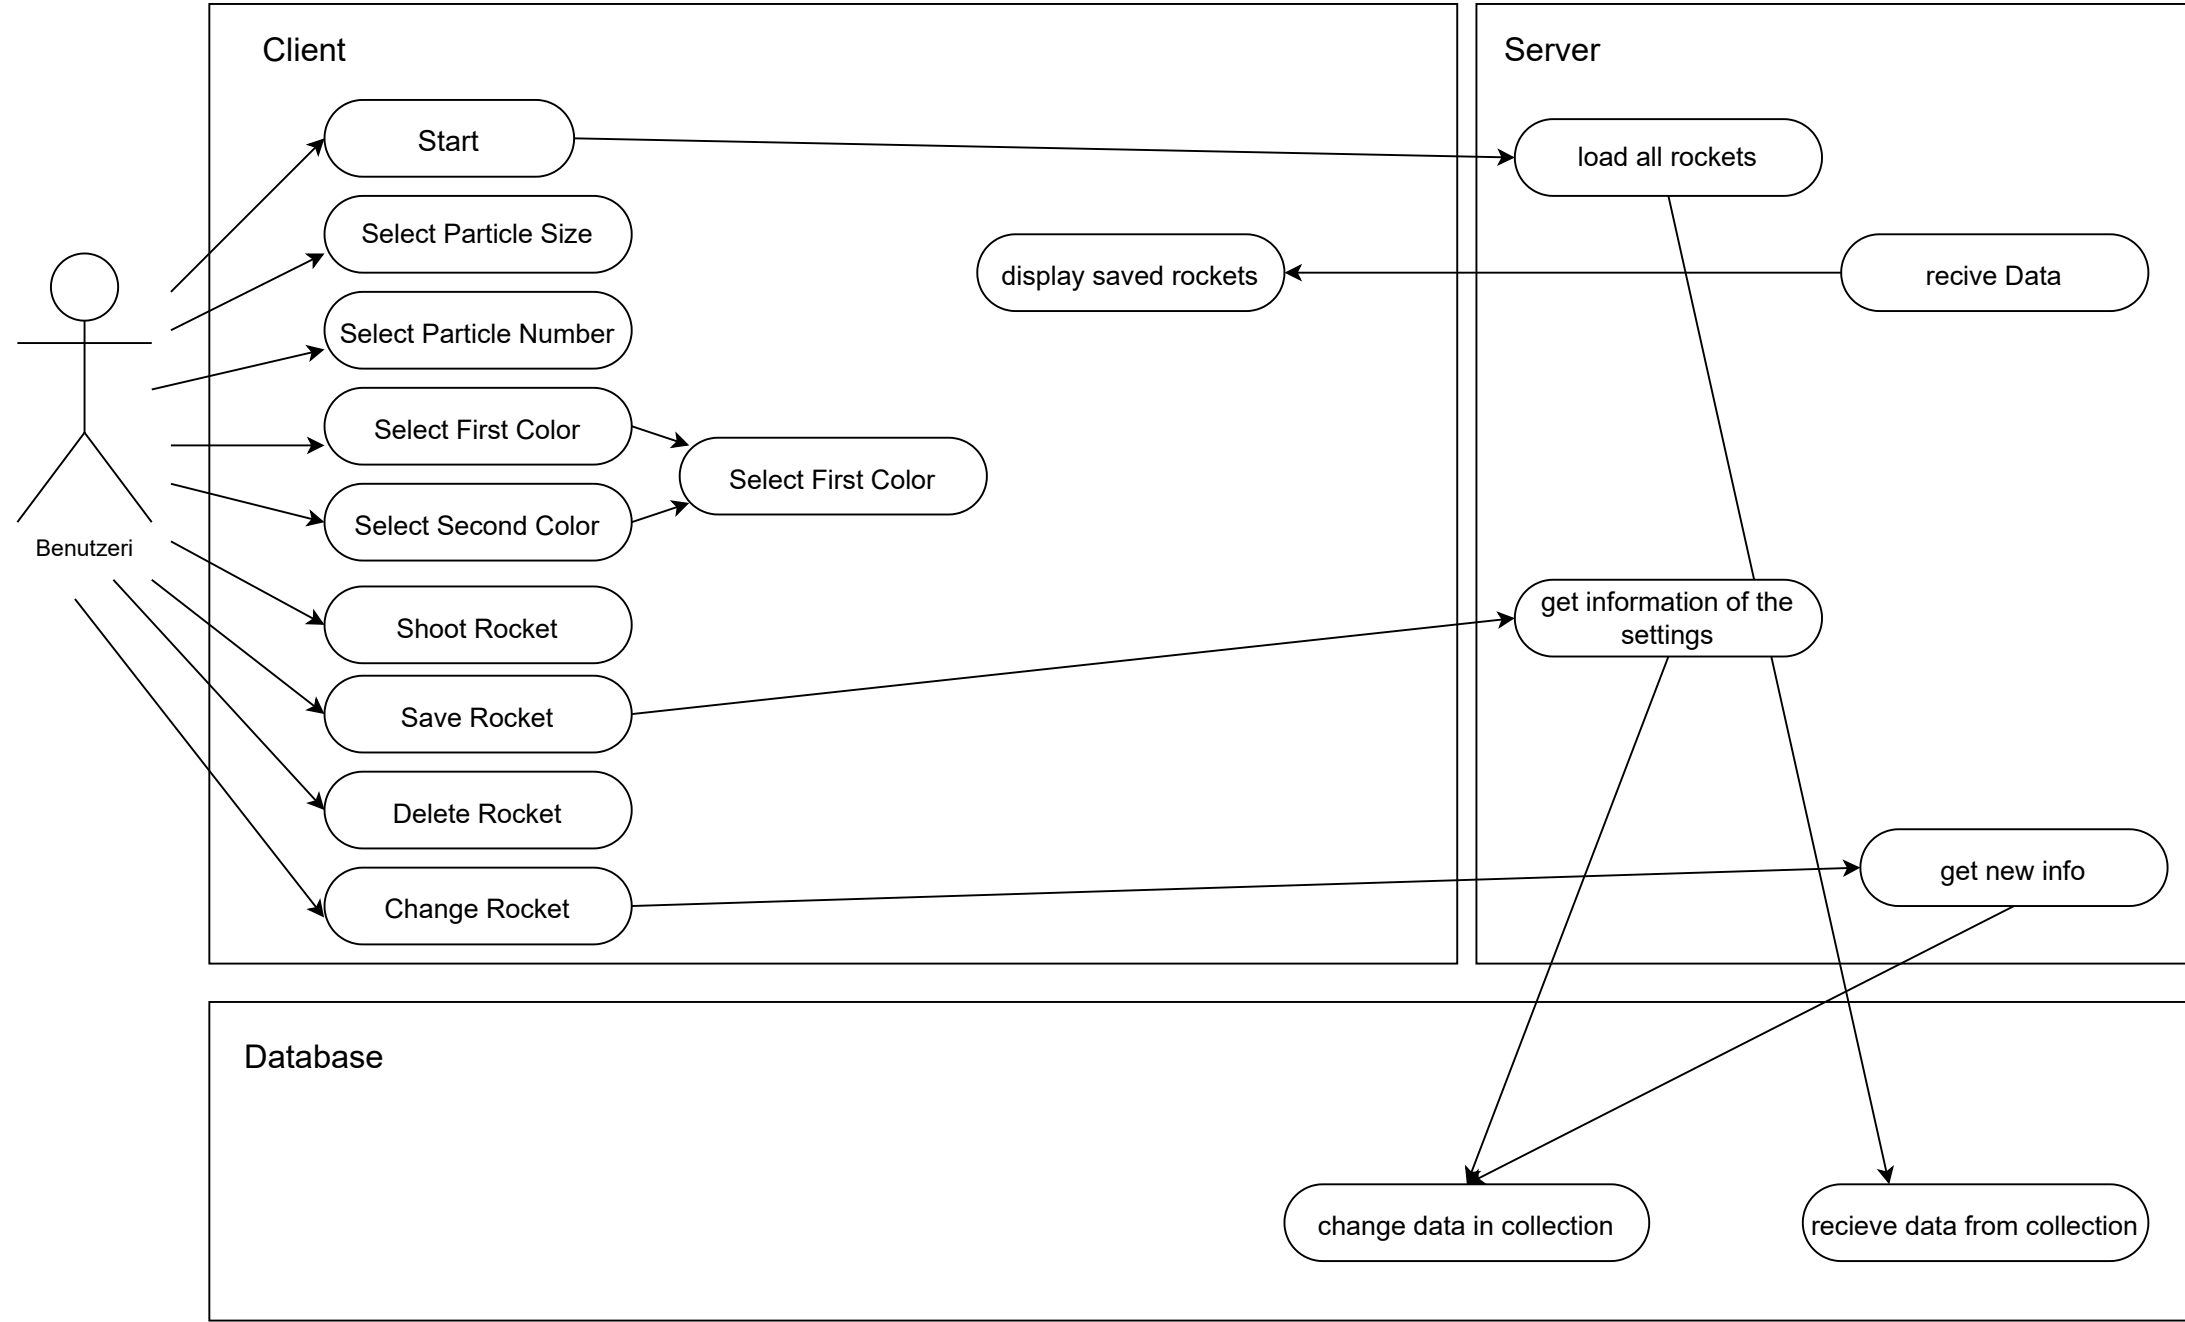 Client
Server
Start
load all rockets
Select Particle Size
display saved rockets
recive Data
Select Particle Number
Select First Color
Select First Color
Select Second Color
Benutzeri
get information of the
settings
Shoot Rocket
Save Rocket
Delete Rocket
get new info
Change Rocket
Database
change data in collection
recieve data from collection